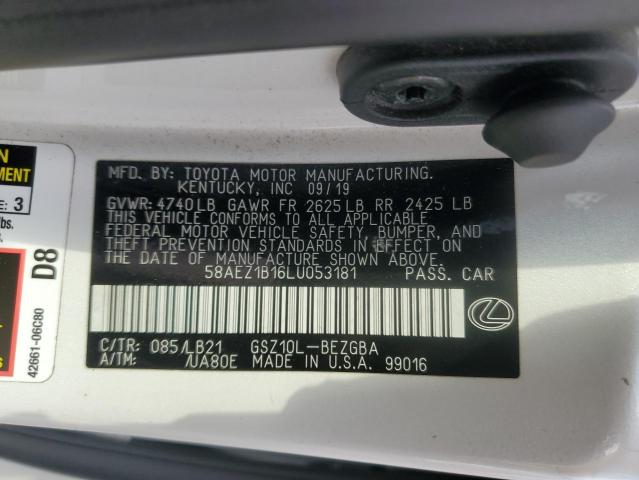 MFD. BY: TOYOTA MOTOR MANUFACTURING.
KENTUCKY, INC 09/19
GVWR: 4740 LB GAWR FR 2625 LB RR 2425 LB
THIS VEHICLE CONFORMS TO ALL APPLICABLE
FEDERAL MOTOR VEHICLE SAFETY, BUMPER, AND
THEFT PREVENTION STANDARDS IN EFFECT ON
THE DATE OF MANUFACTURE SHOWN ABOVE.
58AEZ1B16LU053181 PASS. CAR
C/TR: 085/LB21 GSZ10L-BEZGBA
A/TM: /UA80E MADE IN U.S.A. 99016
E: 3
lbs.
D8
42661-06C80